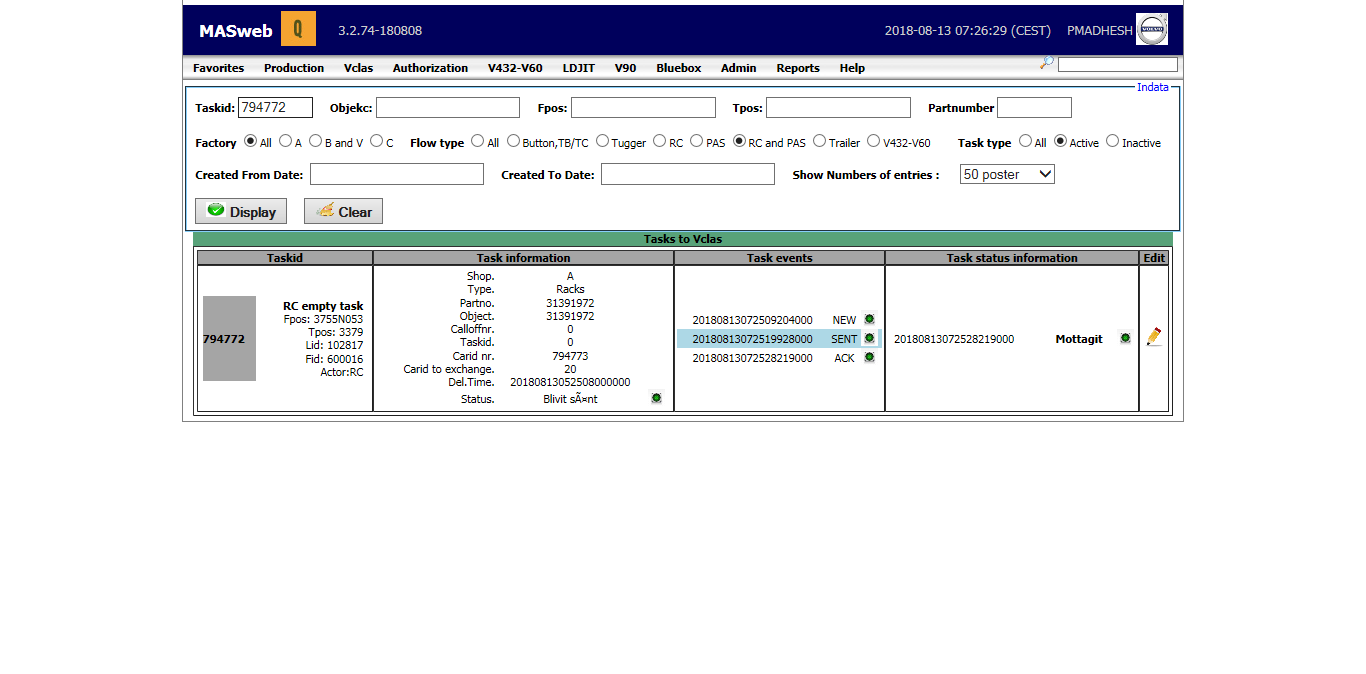 MASweb Q 3.2.74-180808 2018-08-13 07:26:29 (CEST) PMADHESH VOLVO
Favorites Production Vclas Authorization V432-V60 LDJIT V90 Bluebox Admin Reports Help
Indata
Taskid: 794772 Objekc: Fpos: Tpos: Partnumber
Factory All A B and V C Flow type All Button,TB/TC Tugger RC PAS RC and PAS Trailer V432-V60 Task type All Active Inactive
Created From Date: Created To Date: Show Numbers of entries : 50 poster
Display Clear
Tasks to Vclas
Taskid Task information Task events Task status information Edit
794772
RC empty task
Fpos: 3755N053
Tpos: 3379
Lid: 102817
Fid: 600016
Actor:RC
Shop. A
Type. Racks
Partno. 31391972
Object. 31391972
Calloffnr. 0
Taskid. 0
Carid nr. 794773
Carid to exchange. 20
Del.Time. 20180813052508000000
Status. Blivit sÃ¤nt
20180813072509204000 NEW
20180813072519928000 SENT
20180813072528219000 ACK
20180813072528219000 Mottagit